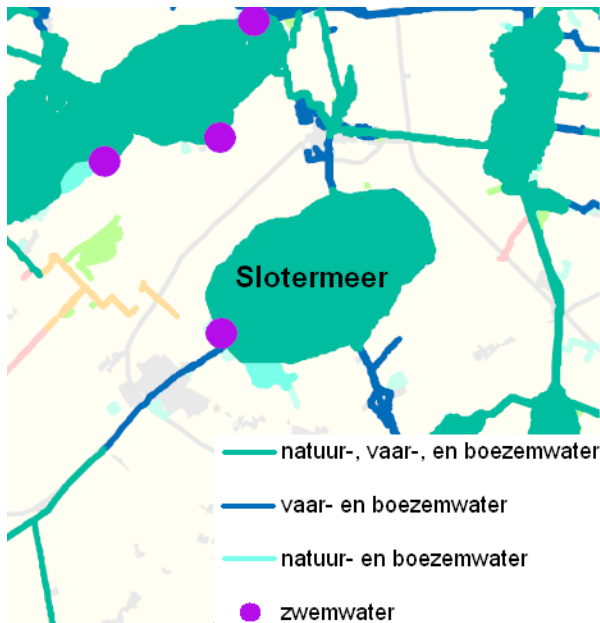 Slotermeer
natuur-, vaar-, en boezemwater
vaar- en boezemwater
natuur- en boezemwater
zwemwater